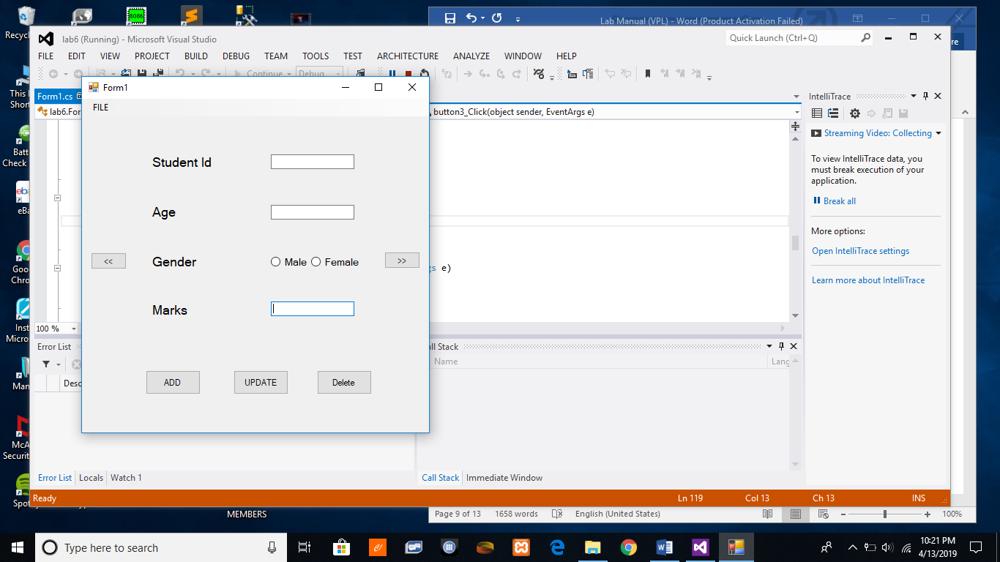 Recyc
8086
Lab Manual (VPL) - Word (Product Activation Failed)
lab6 (Running) - Microsoft Visual Studio
Quick Launch (Ctrl+Q)
re
FILE EDIT VIEW PROJECT BUILD DEBUG TEAM TOOLS TEST ARCHITECTURE ANALYZE WINDOW HELP
Continue Debug
This
Short
Form1.cs
Form1
IntelliTrace
lab6.For
button3_Click(object sender, EventArgs e)
FILE
Streaming Video: Collecting
To view IntelliTrace data, you
must break execution of your
application.
Break all
More options:
Open IntelliTrace settings
Learn more about IntelliTrace
Batt
Check
eBa
Goo
Chro
Inst
Micros
Man
McA
Securit
Spot
Student Id
Age
<< Gender Male Female >>
gs e)
Marks
100 %
Error List
all Stack
Name Lang
Desc
ADD UPDATE Delete
Error List Locals Watch 1
Call Stack Immediate Window
Ready Ln 119 Col 13 Ch 13 INS
MEMBERS
Page 9 of 13 1658 words English (United States) 100%
Type here to search
10:21 PM
4/13/2019